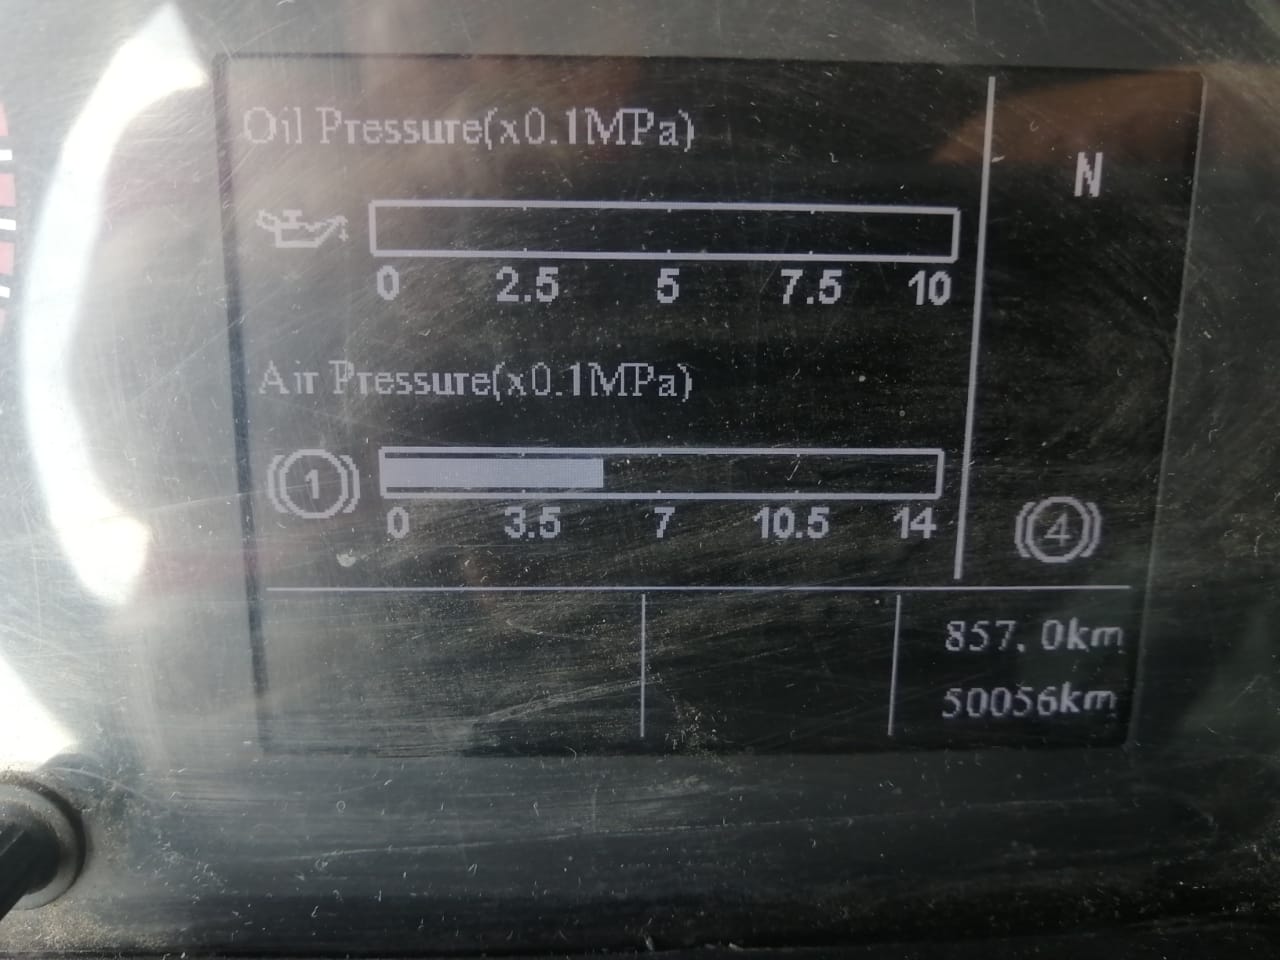 Oil Pressure(x0.1MPa)
N
0 2.5 5 7.5 10
Air Pressure(x0.1MPa)
1
0 3.5 7 10.5 14
4
857.0km
50056km